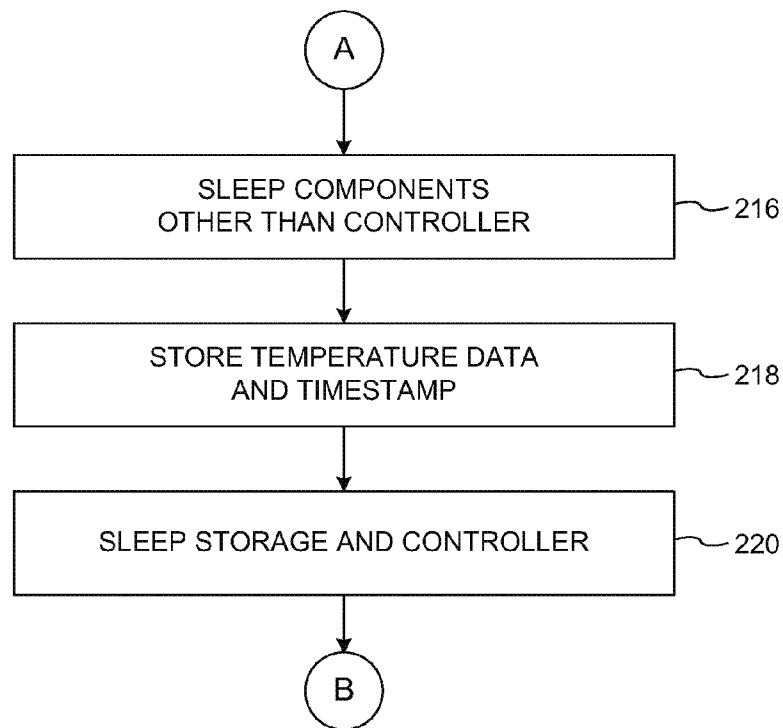 A
SLEEP COMPONENTS
OTHER THAN CONTROLLER
216
STORE TEMPERATURE DATA
AND TIMESTAMP
218
SLEEP STORAGE AND CONTROLLER
220
B